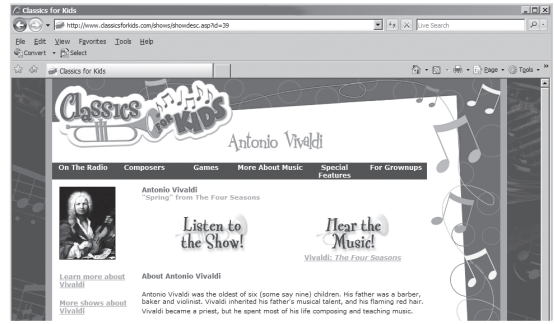 Classics for Kids
http://www.classicsforkids.com/shows/showdesc.asp?id=39
Live Search
File Edit View Favorites Tools Help
Convert Select
Classics for Kids
Page Tools
Classics for Kids
Antonio Vivaldi
On The Radio Composers Games More About Music Special Features For Grownups
Antonio Vivaldi
"Spring" from The Four Seasons
Listen to
the Show!
Hear the
Music!
Vivaldi: The Four Seasons
Learn more about
Vivaldi
More shows about
Vivaldi
About Antonio Vivaldi
Antonio Vivaldi was the oldest of six (some say nine) children. His father was a barber,
baker and violinist. Vivaldi inherited his father's musical talent, and his flaming red hair.
Vivaldi became a priest, but he spent most of his life composing and teaching music.